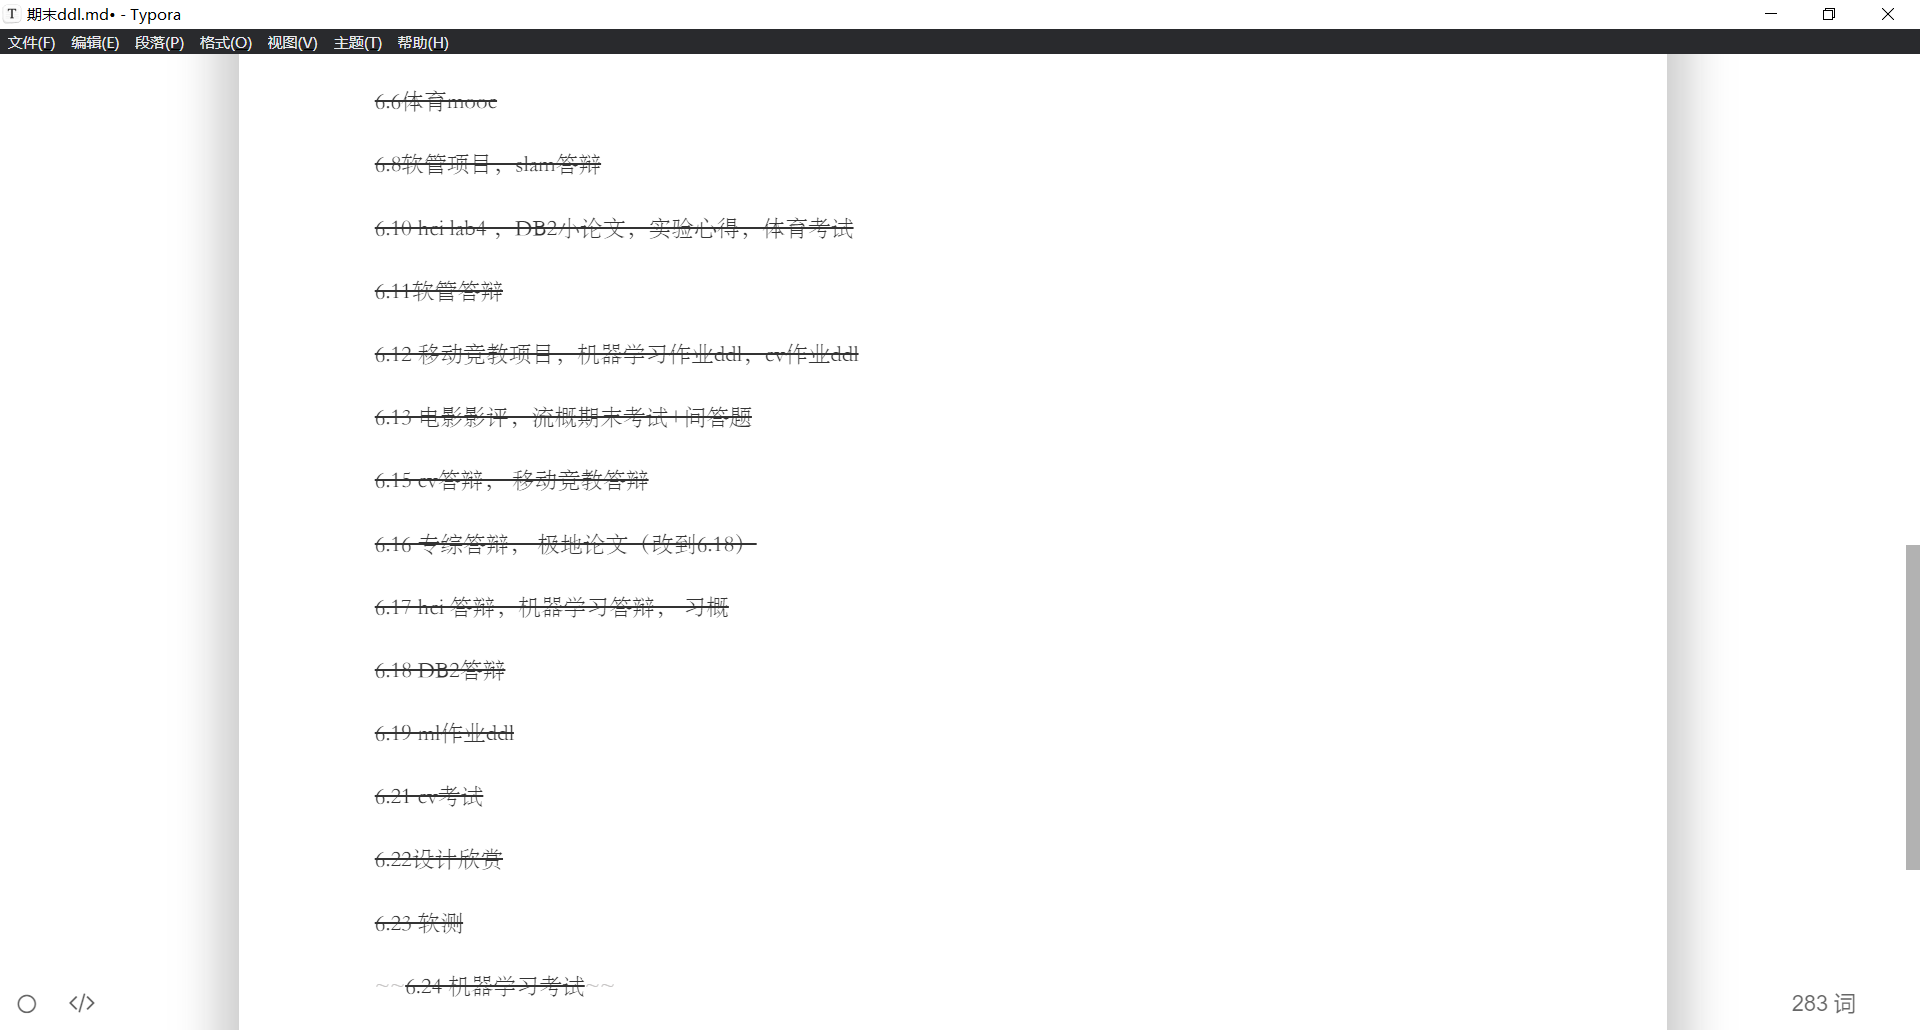 期末ddl.md• - Typora
文件(F) 编辑(E) 段落(P) 格式(O) 视图(V) 主题(T) 帮助(H)
6.6体育mooc
6.8软管项目，slam答辩
6.10 hci lab4 ，DB2小论文，实验心得，体育考试
6.11软管答辩
6.12 移动竞教项目，机器学习作业ddl，cv作业ddl
6.13 电影影评，流概期末考试+问答题
6.15 cv答辩， 移动竞教答辩
6.16 专综答辩， 极地论文（改到6.18）
6.17 hci 答辩，机器学习答辩， 习概
6.18 DB2答辩
6.19 ml作业ddl
6.21 cv考试
6.22设计欣赏
6.23 软测
~~6.24 机器学习考试~~
283 词